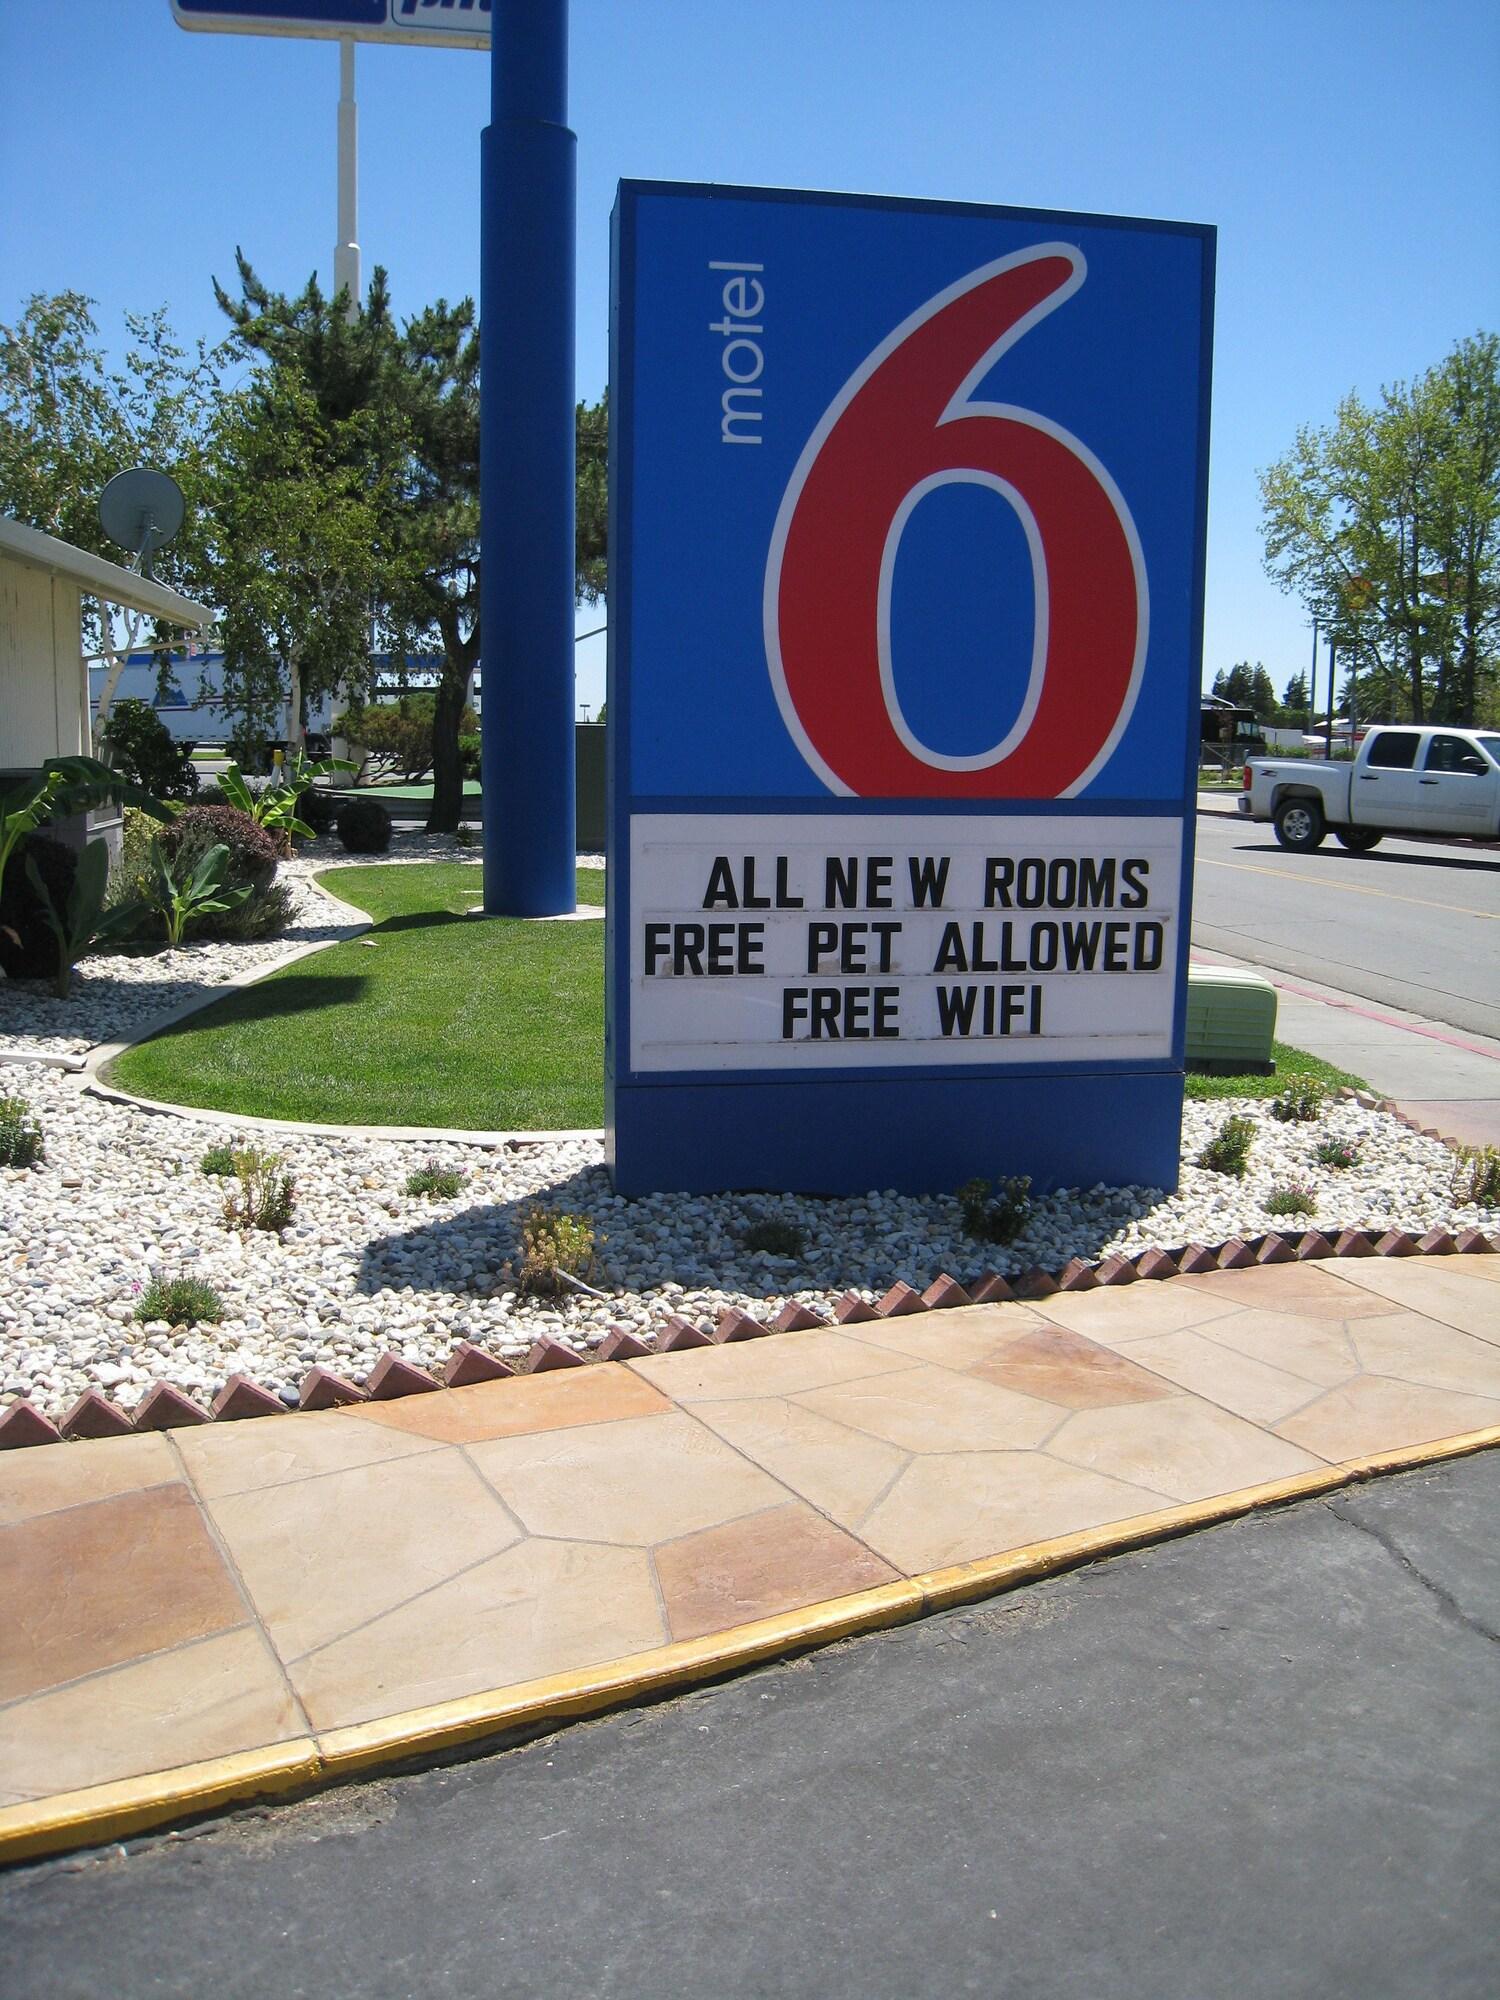 motel
6
ALL NEW ROOMS
FREE PET ALLOWED
FREE WIFI